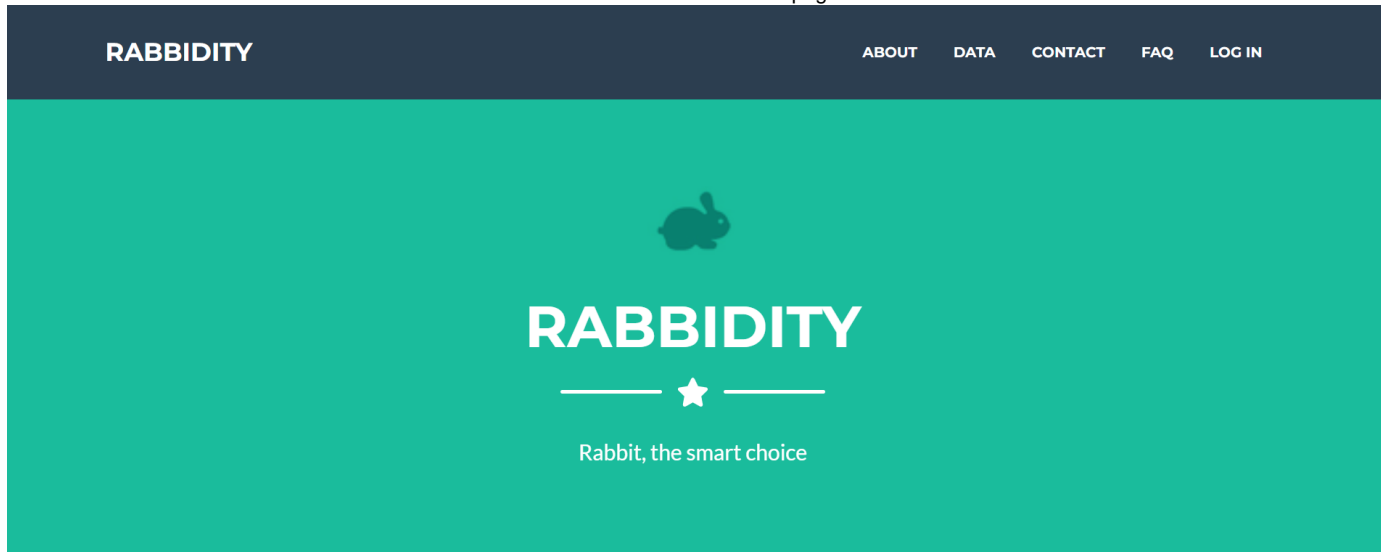 RABBIDITY
ABOUT DATA CONTACT FAQ LOG IN
RABBIDITY
Rabbit, the smart choice